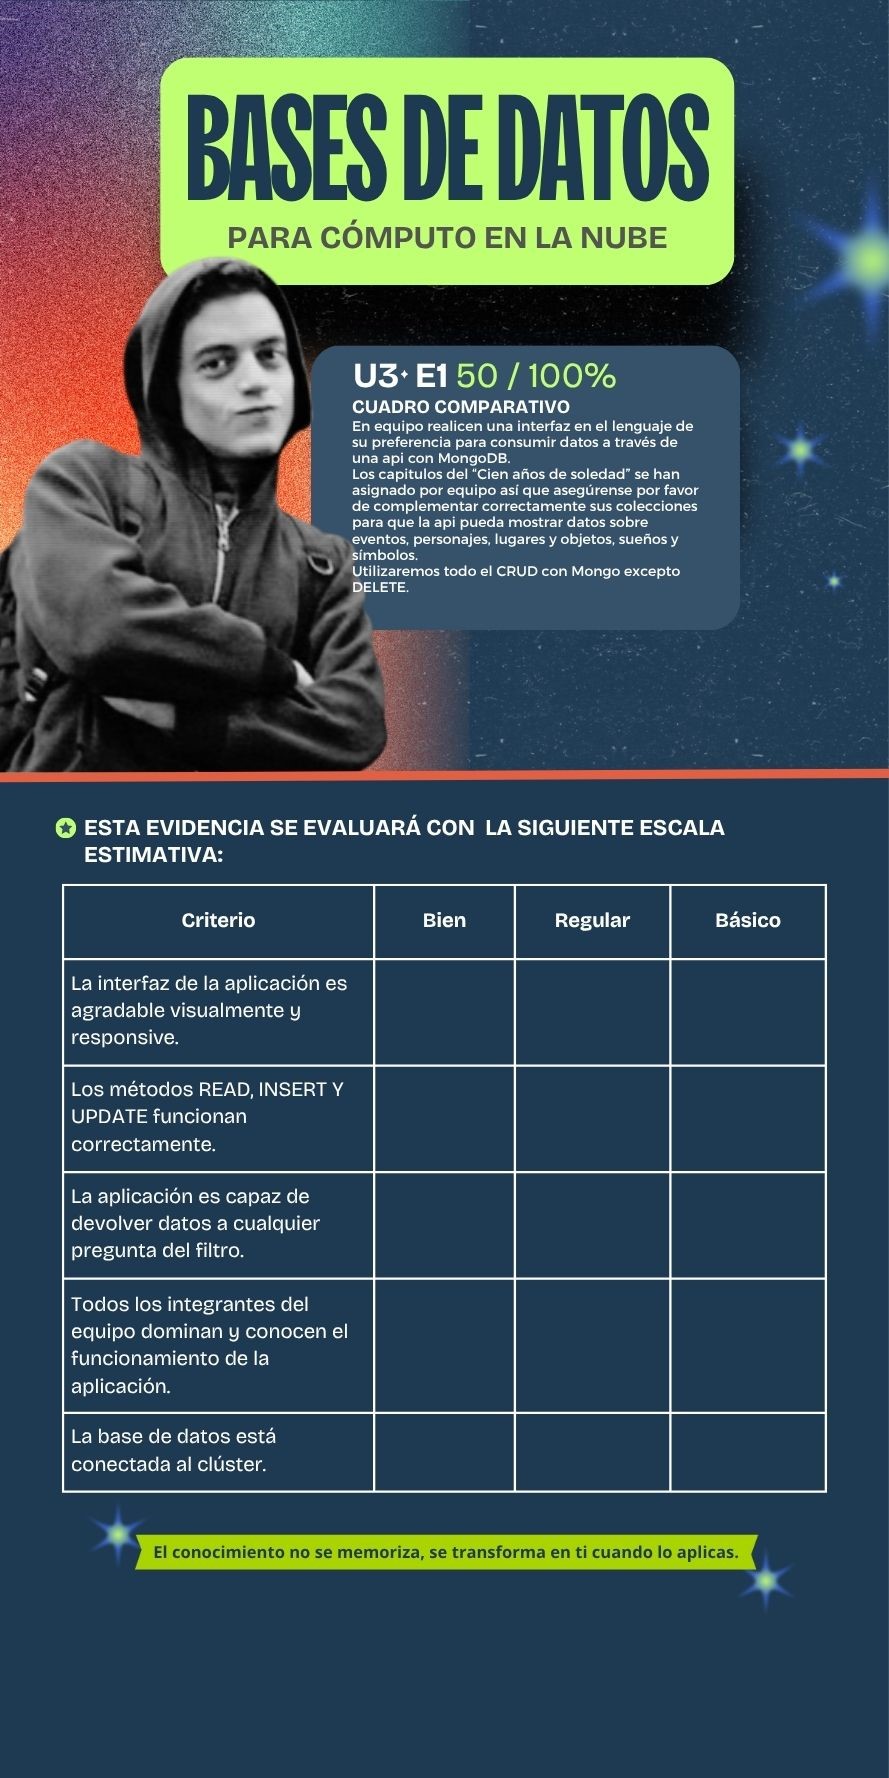 BASES DE DATOS
PARA CÓMPUTO EN LA NUBE
U3 E1 50 / 100%
CUADRO COMPARATIVO
En equipo realicen una interfaz en el lenguaje de
su preferencia para consumir datos a través de
una api con MongoDB.
Los capitulos del "Cien años de soledad" se han
asignado por equipo así que asegúrense por favor
de complementar correctamente sus colecciones
para que la api pueda mostrar datos sobre
eventos, personajes, lugares y objetos, sueños y
símbolos.
Utilizaremos todo el CRUD con Mongo excepto
DELETE.
ESTA EVIDENCIA SE EVALUARÁ CON LA SIGUIENTE ESCALA
ESTIMATIVA:
Criterio Bien Regular Básico
La interfaz de la aplicación es
agradable visualmente y
responsive.
Los métodos READ, INSERT Y
UPDATE funcionan
correctamente.
La aplicación es capaz de
devolver datos a cualquier
pregunta del filtro.
Todos los integrantes del
equipo dominan y conocen el
funcionamiento de la
aplicación.
La base de datos está
conectada al clúster.
El conocimiento no se memoriza, se transforma en ti cuando lo aplicas.